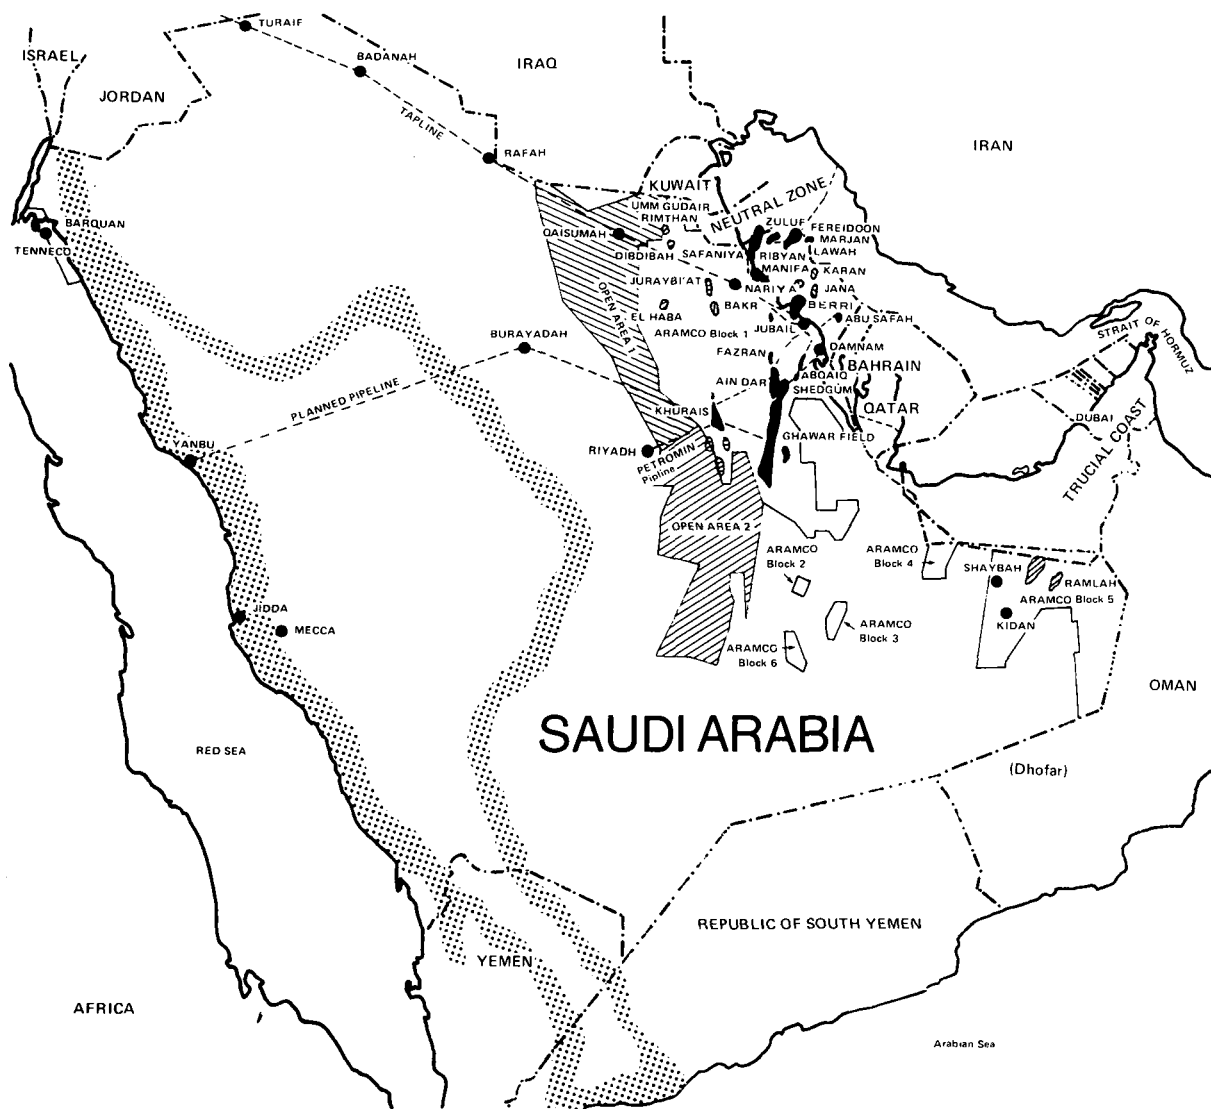 TURAIF
ISRAEL
BADANAH
IRAQ
JORDAN
TAPLINE
IRAN
RAFAH
KUWAIT
NEUTRAL ZONE
UMM GUDAIR
RIMTHAN
BARQUAN
TENNECO
QAISUMAH
ZULUF
FEREIDOON
MARJAN
DIBDIBAH
SAFANIYA
RIBYAN
LAWAH
MANIFA
KARAN
JURAYBI'AT
NARIYA
JANA
OPEN AREA
1
BAKR
BERRI
EL HABA
ABU SAFAH
ARAMCO Block 1
JUBAIL
STRAIT OF HORMUZ
BURAYADAH
DAMNAM
FAZRAN
BAHRAIN
ABQAIQ
AIN DAR
SHEDGUM
PLANNED PIPELINE
KHURAIS
QATAR
DUBAI
TRUCIAL COAST
GHAWAR FIELD
YANBU
RIYADH
PETROMIN
Pipline
OPEN AREA 2
ARAMCO
Block 2
ARAMCO
Block 4
SHAYBAH
RAMLAH
ARAMCO Block 5
JIDDA
MECCA
KIDAN
ARAMCO
Block 3
ARAMCO
Block 6
OMAN
SAUDI ARABIA
RED SEA
(Dhofar)
REPUBLIC OF SOUTH YEMEN
YEMEN
AFRICA
Arabian Sea